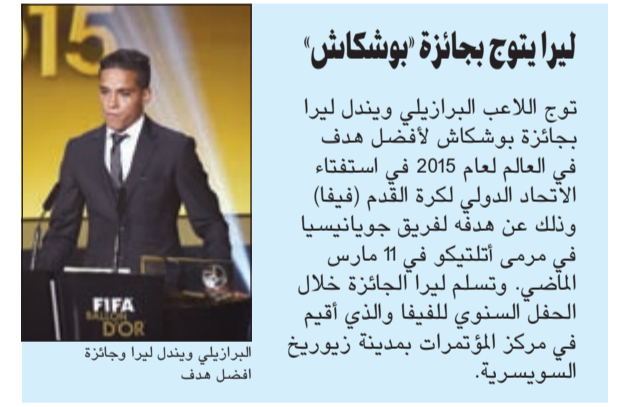 ليرا يتوج بجائزة «بوشكاش»
توج اللاعب البرازيلي ويندل ليرا
بجائزة بوشكاش لأفضل هدف
في العالم لعام 2015 في استفتاء
الاتحاد الدولي لكرة القدم (فيفا)
وذلك عن هدفه لفريق جويانيسيا
في مرمى أتلتيكو في 11 مارس
الماضي. وتسلم ليرا الجائزة خلال
الحفل السنوي للفيفا والذي أقيم
في مركز المؤتمرات بمدينة زيوريخ
السويسرية.
2015
FIFA
BALLON
D'OR
البرازيلي ويندل ليرا وجائزة
افضل هدف